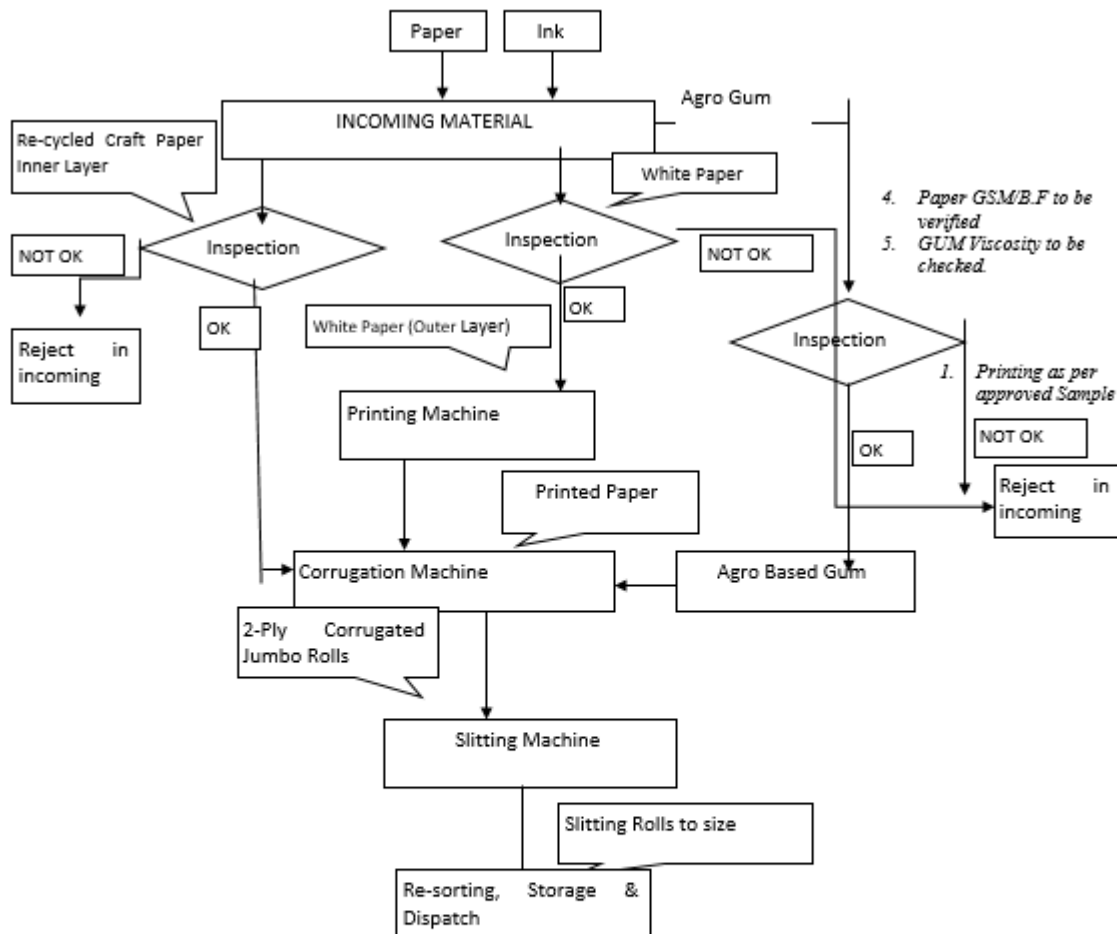 Paper
Ink
Agro Gum
INCOMING MATERIAL
Re-cycled Craft Paper
Inner Layer
White Paper
4. Paper GSM/B.F to be
verified
5. GUM Viscosity to be
checked.
Inspection
Inspection
NOT OK
NOT OK
OK
OK
White Paper (Outer Layer)
Inspection
Reject in
incoming
1. Printing as per
approved Sample
Printing Machine
OK
NOT OK
Printed Paper
Reject in
incoming
Corrugation Machine
Agro Based Gum
2-Ply Corrugated
Jumbo Rolls
Slitting Machine
Slitting Rolls to size
Re-sorting, Storage &
Dispatch